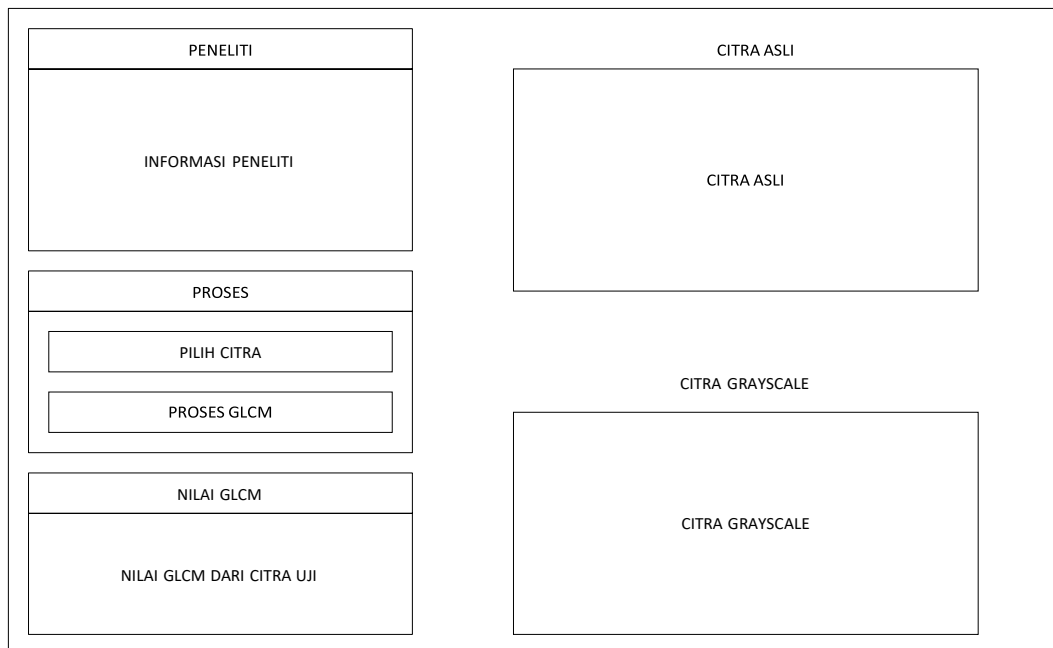 PENELITI
INFORMASI PENELITI
PROSES
PILIH CITRA
PROSES GLCM
NILAI GLCM
NILAI GLCM DARI CITRA UJI
CITRA ASLI
CITRA ASLI
CITRA GRAYSCALE
CITRA GRAYSCALE